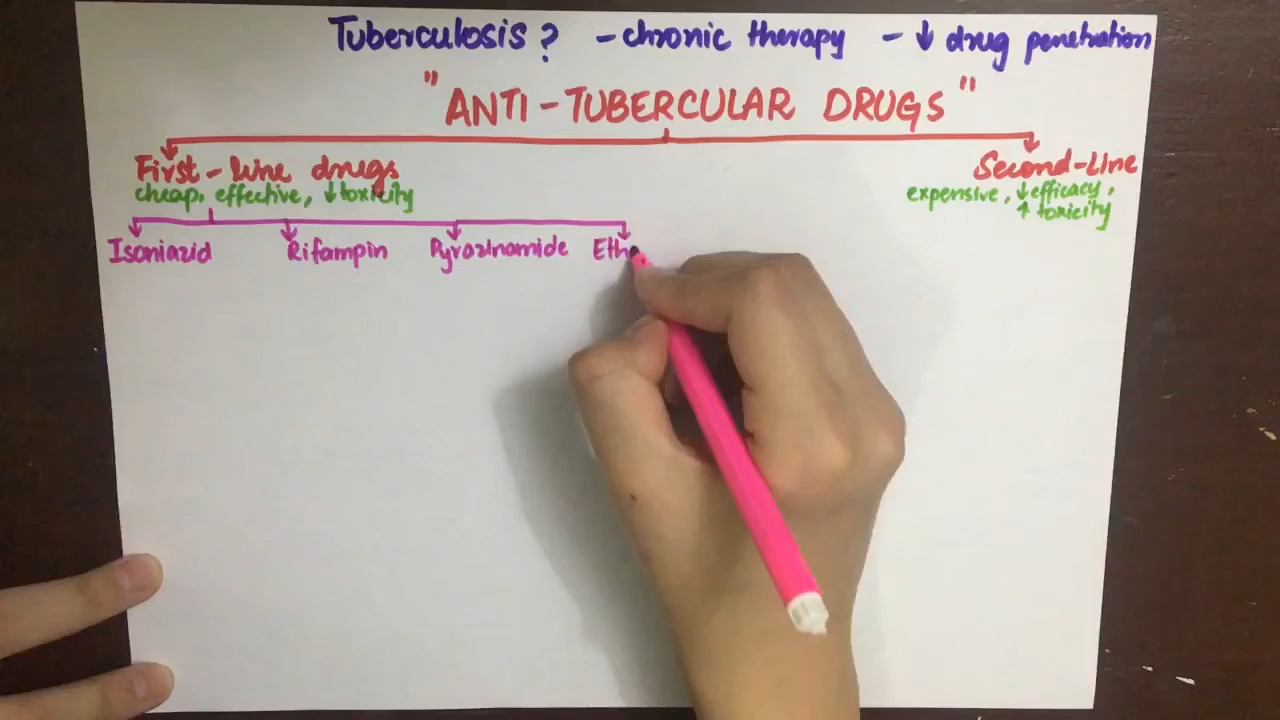 Tuberculosis? - chronic therapy - ↓ drug penetration
"ANTI-TUBERCULAR DRUGS"
First-line drugs
cheap, effective, ↓toxicity
Second-Line
expensive, ↓efficacy,
↑ toxicity
Isoniazid Rifampin Pyrazinamide Eth